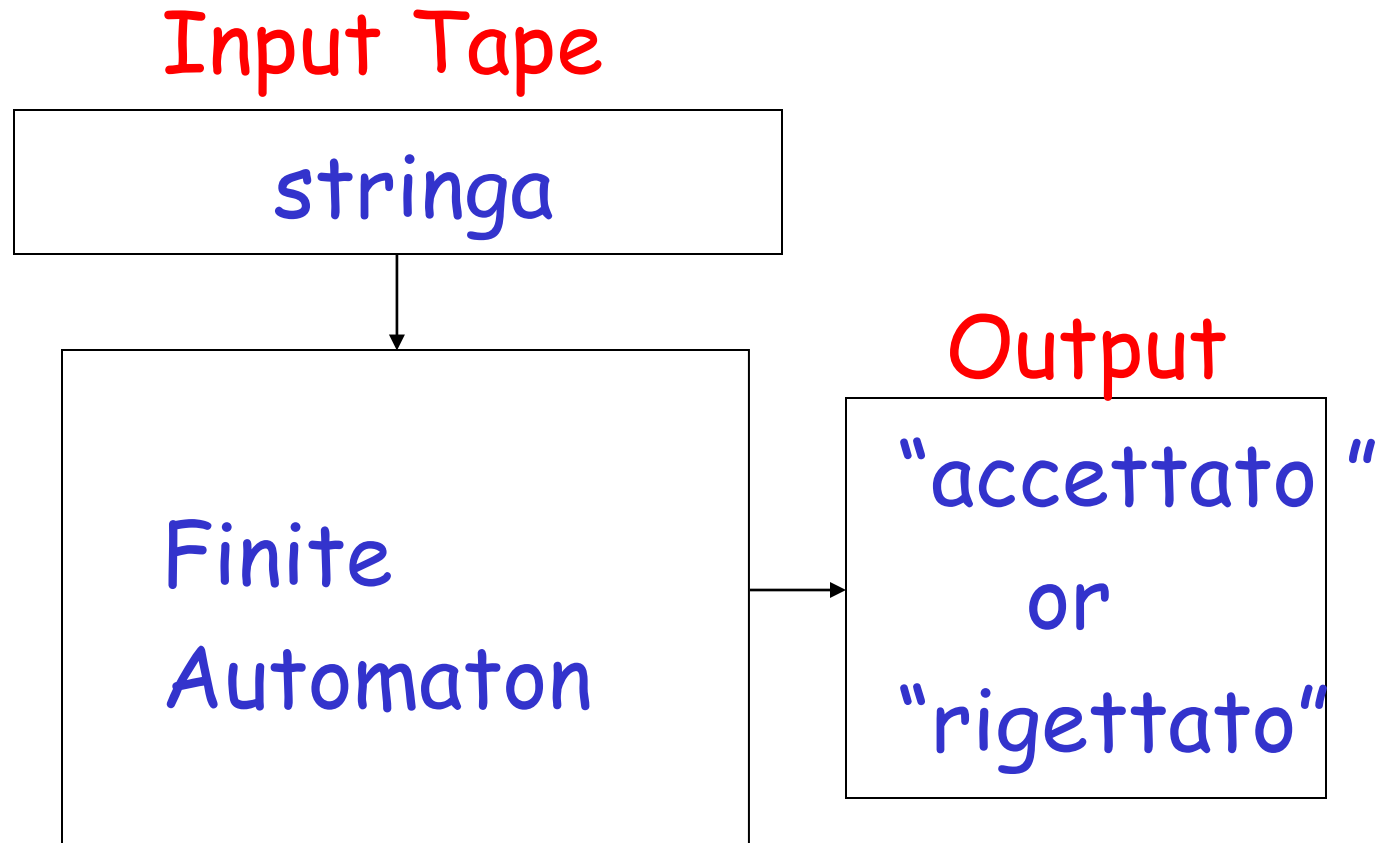 Input Tape
stringa
Output
“accettato ”
or
“rigettato”
Finite
Automaton